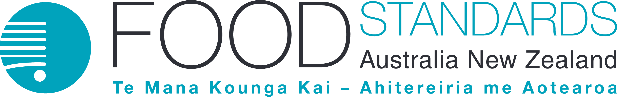 FOOD STANDARDS
Australia New Zealand
Te Mana Kounga Kai – Ahitereiria me Aotearoa